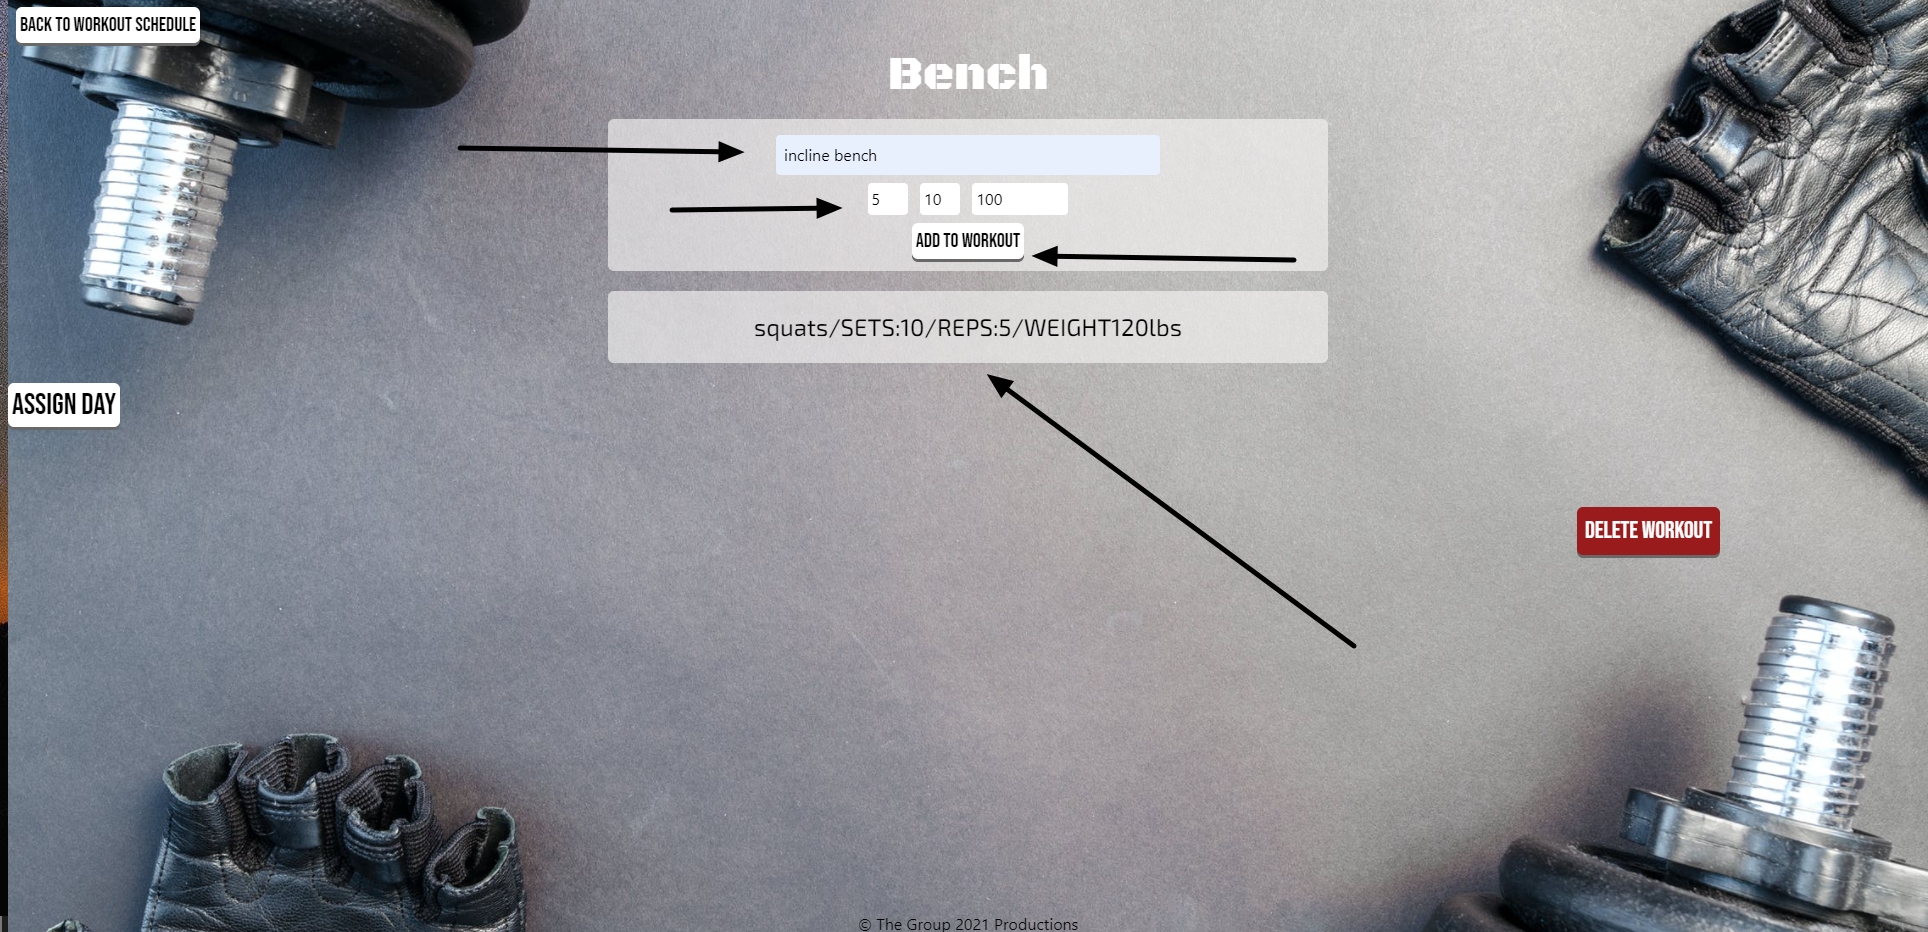 BACK TO WORKOUT SCHEDULE
Bench
incline bench
5 10 100
ADD TO WORKOUT
squats/SETS:10/REPS:5/WEIGHT120lbs
ASSIGN DAY
DELETE WORKOUT
© The Group 2021 Productions